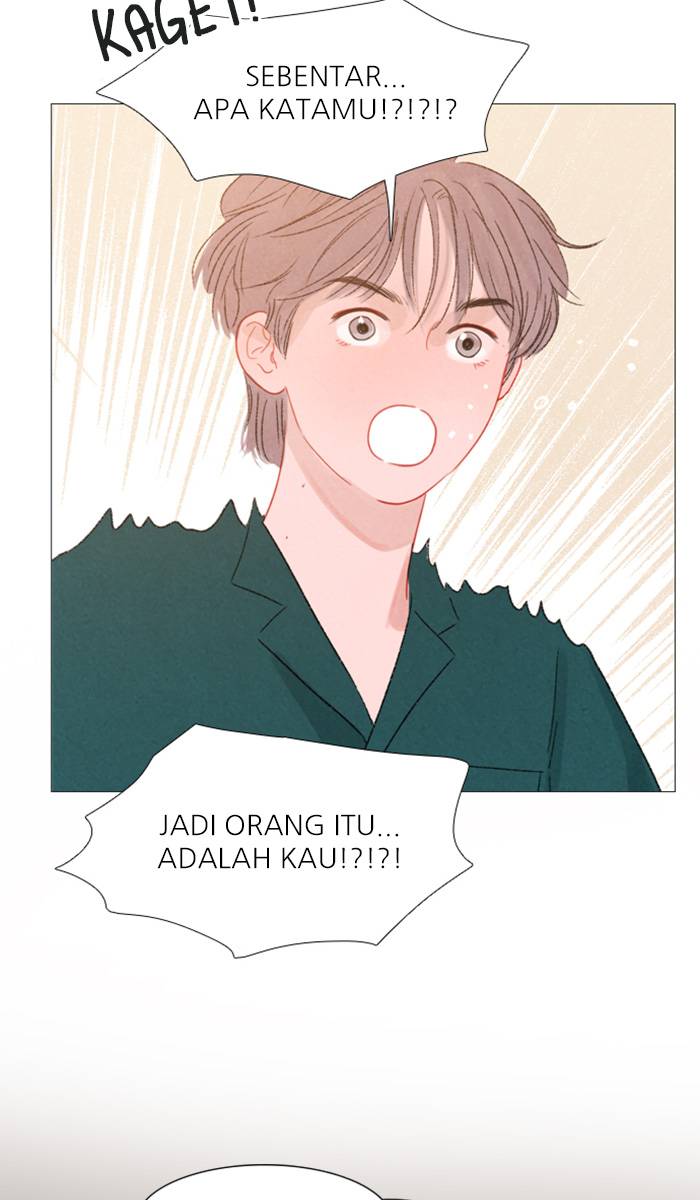 KAGET!
SEBENTAR...
APA KATAMU!?!?!?
JADI ORANG ITU...
ADALAH KAU!?!?!